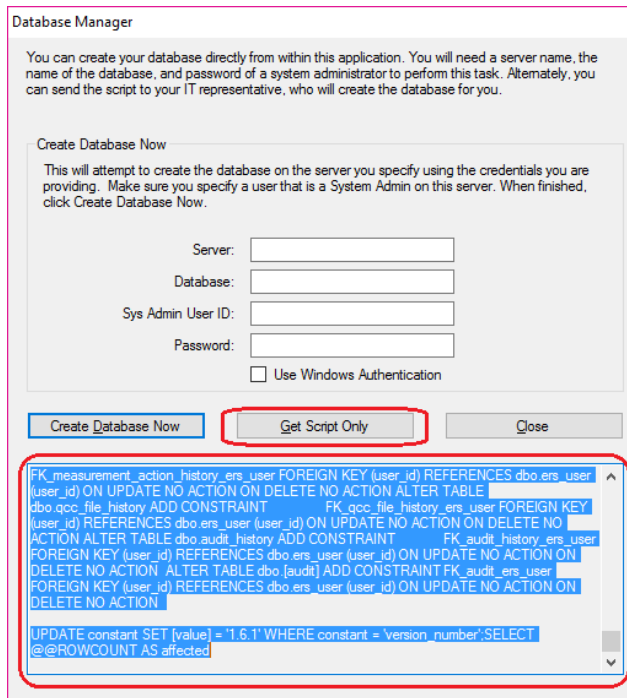 Database Manager
You can create your database directly from within this application. You will need a server name, the
name of the database, and password of a system administrator to perform this task. Alternately, you
can send the script to your IT representative, who will create the database for you.
Create Database Now
This will attempt to create the database on the server you specify using the credentials you are
providing. Make sure you specify a user that is a System Admin on this server. When finished,
click Create Database Now.
Server:
Database:
Sys Admin User ID:
Password:
Use Windows Authentication
Create Database Now
Get Script Only
Close
FK_measurement_action_history_ers_user FOREIGN KEY (user_id) REFERENCES dbo.ers_user
(user_id) ON UPDATE NO ACTION ON DELETE NO ACTION ALTER TABLE
dbo.qcc_file_history ADD CONSTRAINT FK_qcc_file_history_ers_user FOREIGN KEY
(user_id) REFERENCES dbo.ers_user (user_id) ON UPDATE NO ACTION ON DELETE NO
ACTION ALTER TABLE dbo.audit_history ADD CONSTRAINT FK_audit_history_ers_user
FOREIGN KEY (user_id) REFERENCES dbo.ers_user (user_id) ON UPDATE NO ACTION ON
DELETE NO ACTION ALTER TABLE dbo.[audit] ADD CONSTRAINT FK_audit_ers_user
FOREIGN KEY (user_id) REFERENCES dbo.ers_user (user_id) ON UPDATE NO ACTION ON
DELETE NO ACTION
UPDATE constant SET [value] = '1.6.1' WHERE constant = 'version_number';SELECT
@@ROWCOUNT AS affected